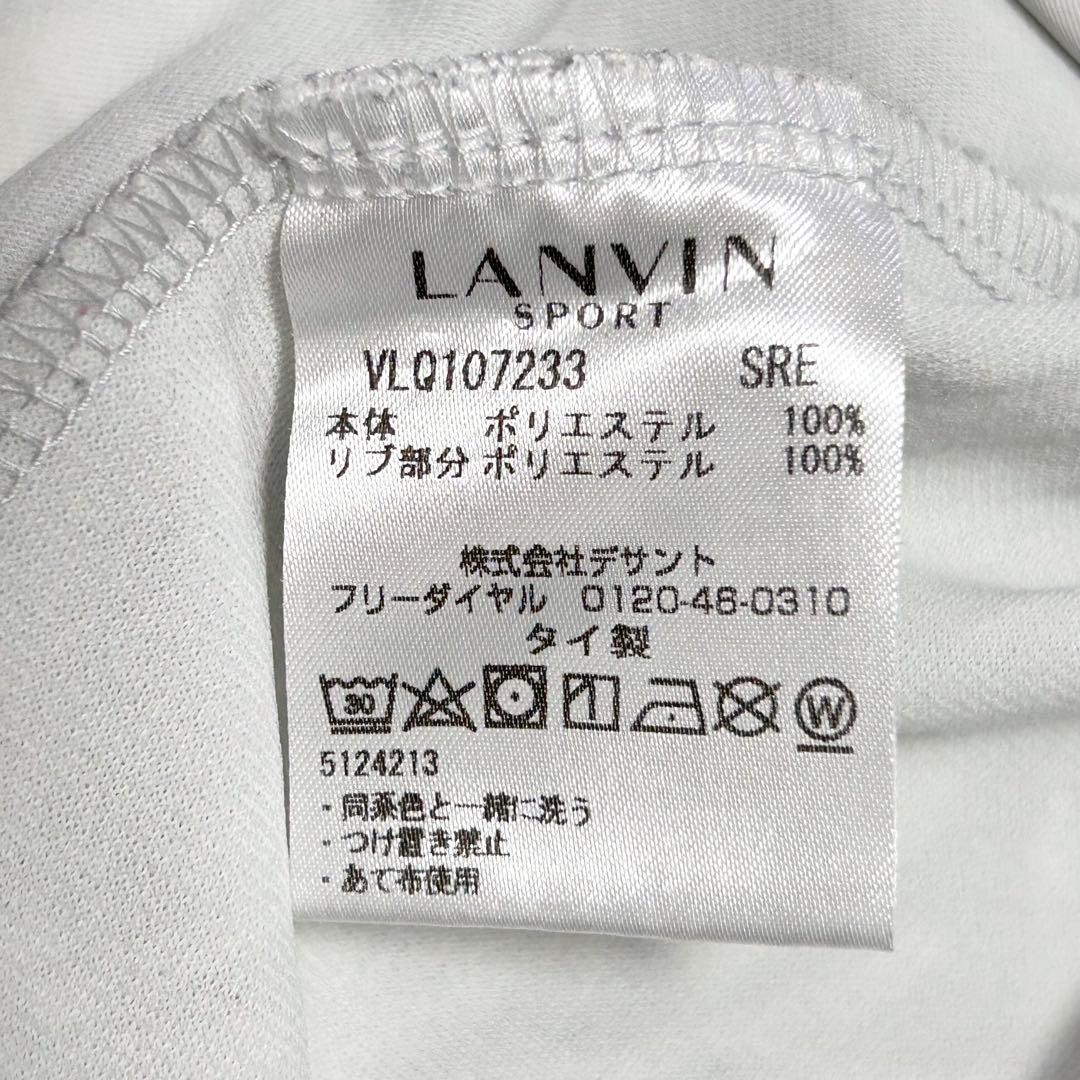 LANVIN
SPORT
VLQ107233 SRE
本体 ポリエステル 100%
リブ部分 ポリエステル 100%
株式会社デサント
フリーダイヤル 0120-46-0310
タイ製
30
W
5124213
・同系色と一緒に洗う
・つけ置き禁止
・あて布使用